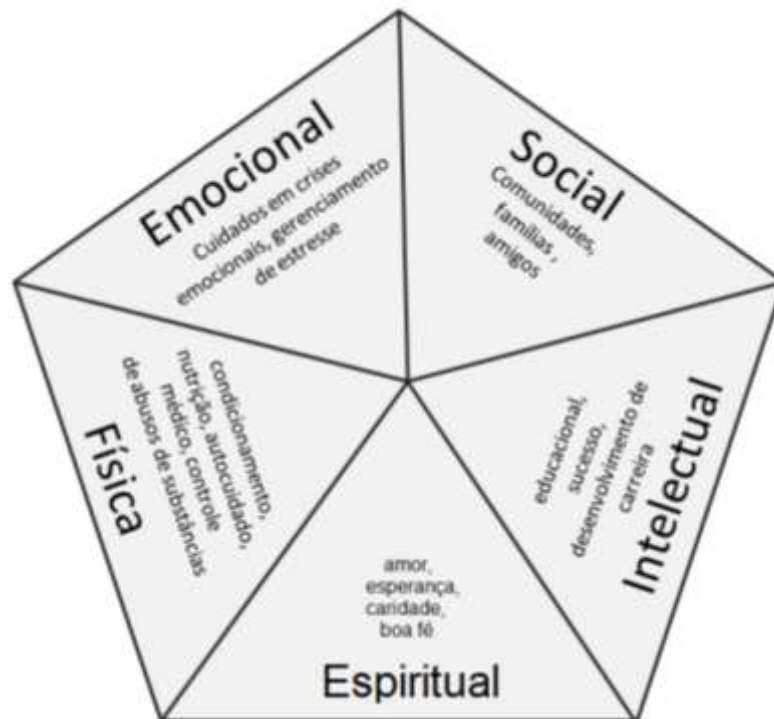 Emocional
Cuidados em crises
emocionais, gerenciamento
de estresse
Social
Comunidades,
famílias ,
amigos
Física
condicionamento,
nutrição, autocuidado,
médico, controle
de abusos de substâncias
Intelectual
educacional,
sucesso,
desenvolvimento de
carreira
amor,
esperança,
caridade,
boa fé
Espiritual